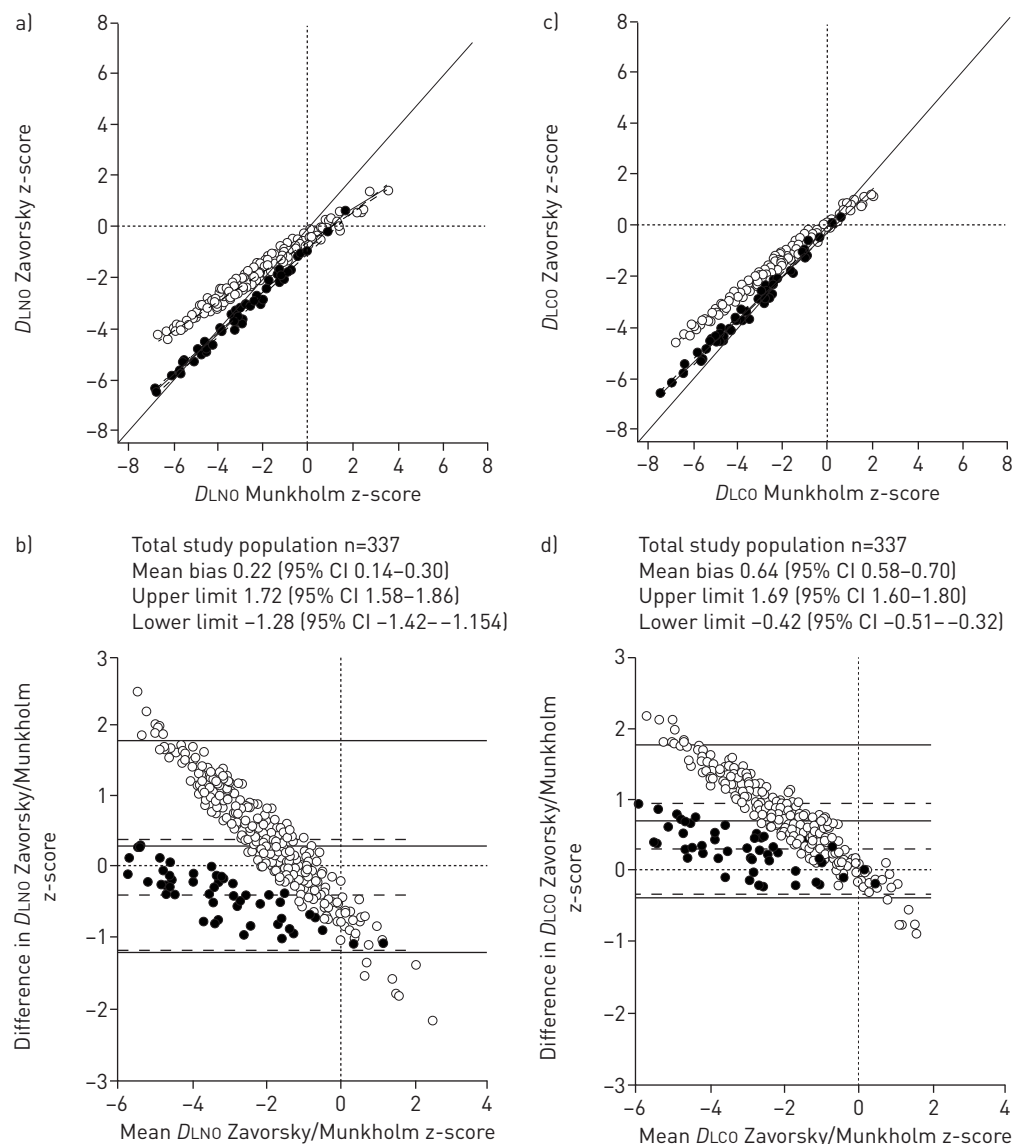 a)
8
6
4
2
0
−2
−4
−6
−8
DLNO Zavorsky z-score
−8 −6 −4 −2 0 2 4 6 8
DLNO Munkholm z-score
c)
8
6
4
2
0
−2
−4
−6
−8
DLCO Zavorsky z-score
−8 −6 −4 −2 0 2 4 6 8
DLCO Munkholm z-score
b)
Total study population n=337
Mean bias 0.22 (95% CI 0.14–0.30)
Upper limit 1.72 (95% CI 1.58–1.86)
Lower limit −1.28 (95% CI −1.42–−1.154)
3
2
1
0
−1
−2
−3
Difference in DLNO Zavorsky/Munkholm
z-score
−6 −4 −2 0 2 4
Mean DLNO Zavorsky/Munkholm z-score
d)
Total study population n=337
Mean bias 0.64 (95% CI 0.58–0.70)
Upper limit 1.69 (95% CI 1.60–1.80)
Lower limit −0.42 (95% CI −0.51–−0.32)
3
2
1
0
−1
−2
−3
Difference in DLCO Zavorsky/Munkholm
z-score
−6 −4 −2 0 2 4
Mean DLCO Zavorsky/Munkholm z-score